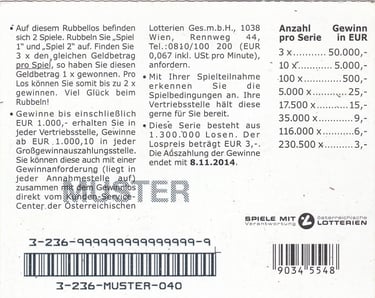 • Auf diesem Rubbellos befinden
sich 2 Spiele. Rubbeln Sie „Spiel
1" und „Spiel 2" auf. Finden Sie
3 x den gleichen Geldbetrag
pro Spiel, so haben Sie diesen
Geldbetrag 1 x gewonnen. Pro
Los können Sie somit bis zu 2 x
gewinnen. Viel Glück beim
Rubbeln!
• Gewinne bis einschließlich
EUR 1.000,- erhalten Sie in
jeder Vertriebsstelle, Gewinne
ab EUR 1.000,10 in jeder
Großgewinnauszahlungsstelle.
Sie können diese auch mit einer
Gewinnanforderung (liegt in
jeder Annahmestelle auf)
zusammen mit dem Gewinnlos
direkt vom Kunden-Service-
Center der Österreichischen
Lotterien Ges.m.b.H., 1038
Wien, Rennweg 44,
Tel.:0810/100 200 (EUR
0,067 inkl. USt pro Minute),
anfordern.
• Mit Ihrer Spielteilnahme
erkennen Sie die
Spielbedingungen an. Ihre
Vertriebsstelle hält diese
gerne für Sie bereit.
• Diese Serie besteht aus
1.300.000 Losen. Der
Lospreis beträgt EUR 3,-.
Die Auszahlung der Gewinne
endet mit 8.11.2014.
Anzahl Gewinn
pro Serie in EUR
3 x 50.000,-
10 x 5.000,-
100 x 500,-
5.000 x 25,-
17.500 x 15,-
35.000 x 9,-
116.000 x 6,-
230.500 x 3,-
MUSTER
SPIELE MIT Verantwortung
österreichische LOTTERIEN
3-236-9999999999999999-9
3-236-MUSTER-040
9034 5548